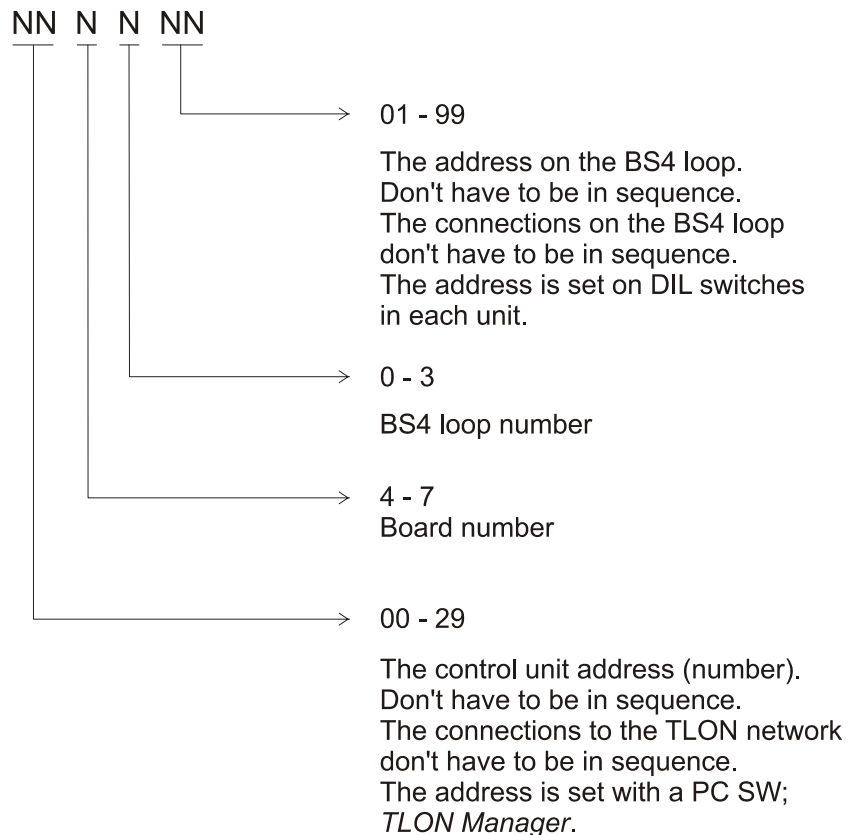 NN N N NN
01 - 99
The address on the BS4 loop.
Don't have to be in sequence.
The connections on the BS4 loop
don't have to be in sequence.
The address is set on DIL switches
in each unit.
0 - 3
BS4 loop number
4 - 7
Board number
00 - 29
The control unit address (number).
Don't have to be in sequence.
The connections to the TLON network
don't have to be in sequence.
The address is set with a PC SW;
TLON Manager.